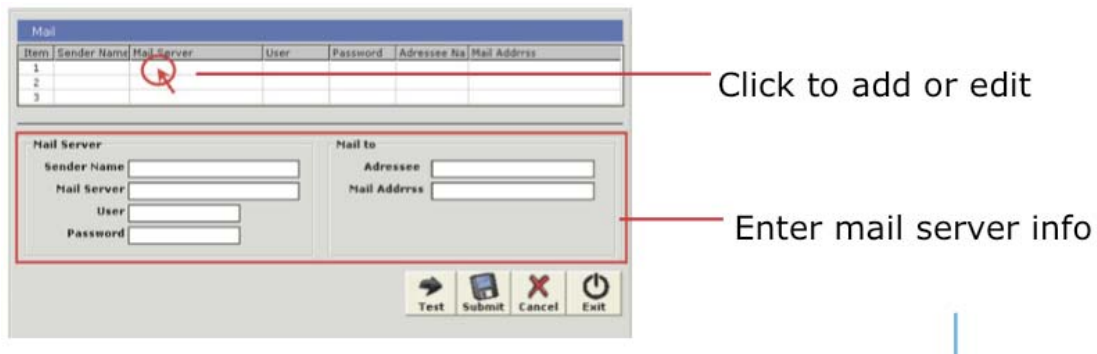 Mail
Item Sender Name Mail Server User Password Adressee Na Mail Addrrss
1
2
3
Click to add or edit
Mail Server
Sender Name
Mail Server
User
Password
Mail to
Adressee
Mail Addrrss
Enter mail server info
Test Submit Cancel Exit